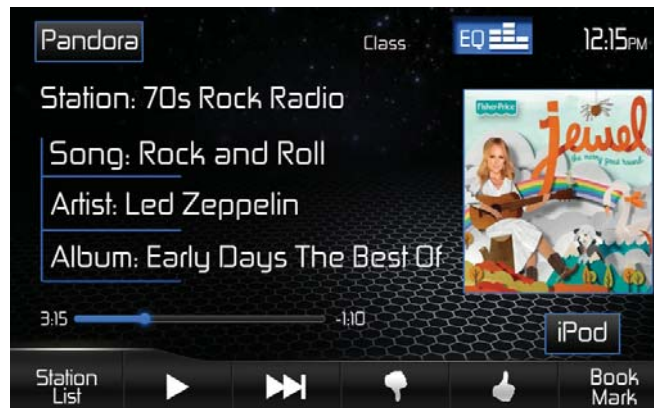 Pandora
Class
EQ
12:15PM
Station: 70s Rock Radio
Song: Rock and Roll
Artist: Led Zeppelin
Album: Early Days The Best Of
Fisher-Price
jewel
the merry goes 'round
3:15
-1:10
iPod
Station
List
Book
Mark